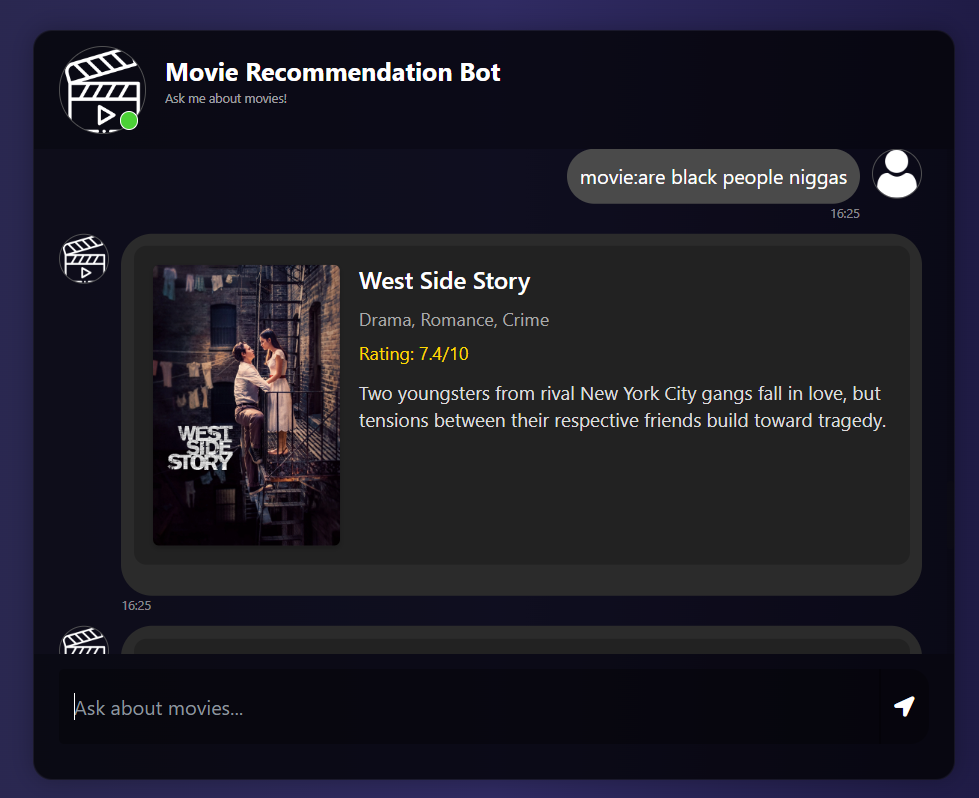 Movie Recommendation Bot
Ask me about movies!
movie:are black people niggas
16:25
West Side Story
Drama, Romance, Crime
Rating: 7.4/10
Two youngsters from rival New York City gangs fall in love, but
tensions between their respective friends build toward tragedy.
WEST
SIDE
STORY
16:25
Ask about movies...